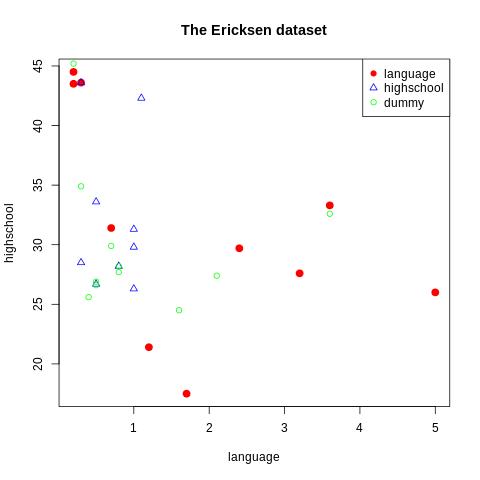 The Ericksen dataset
45
40
35
30
25
20
highschool
language
highschool
dummy
1 2 3 4 5
language